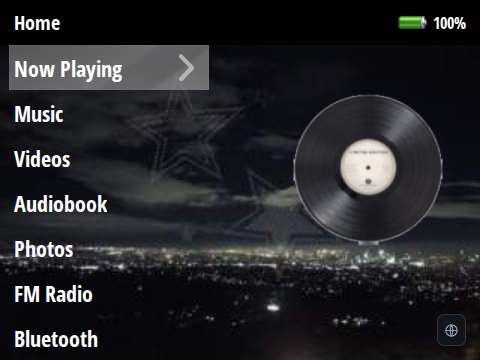 Home
100%
Now Playing
Music
Videos
Audiobook
Photos
FM Radio
Bluetooth